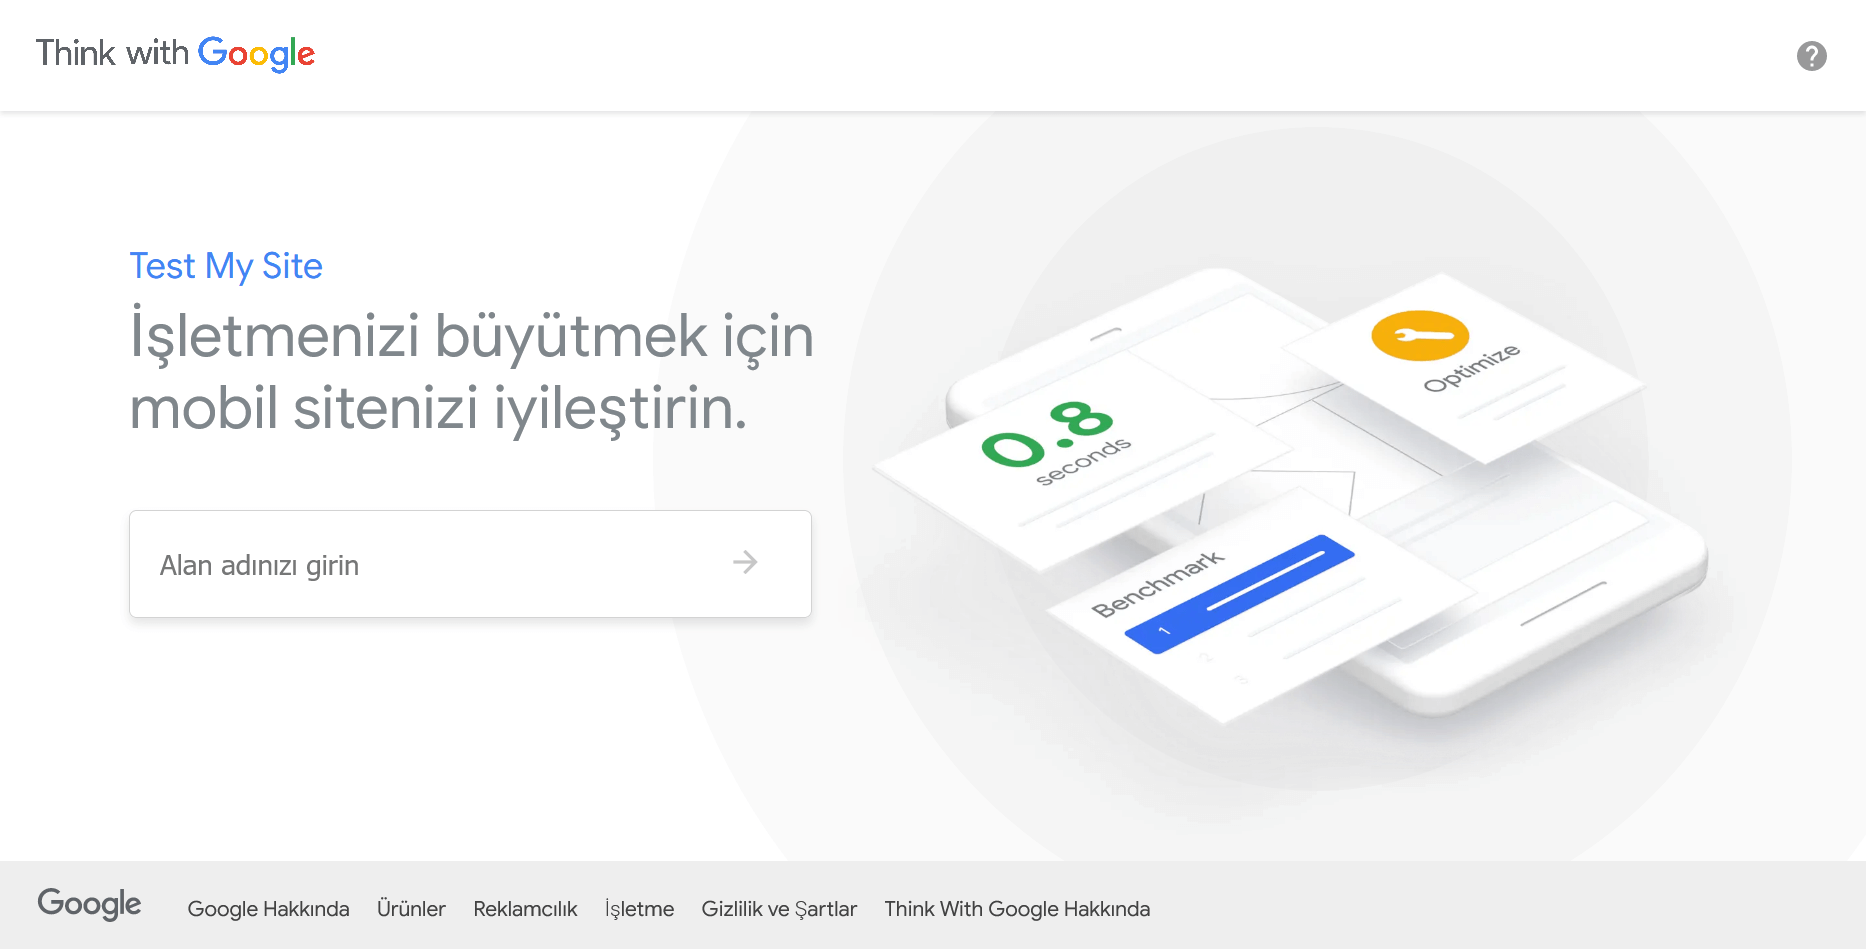 Think with Google
Test My Site
İşletmenizi büyütmek için
mobil sitenizi iyileştirin.
Alan adınızı girin
0.8
seconds
Optimize
Benchmark
1
2
3
Google
Google Hakkında
Ürünler
Reklamcılık
İşletme
Gizlilik ve Şartlar
Think With Google Hakkında